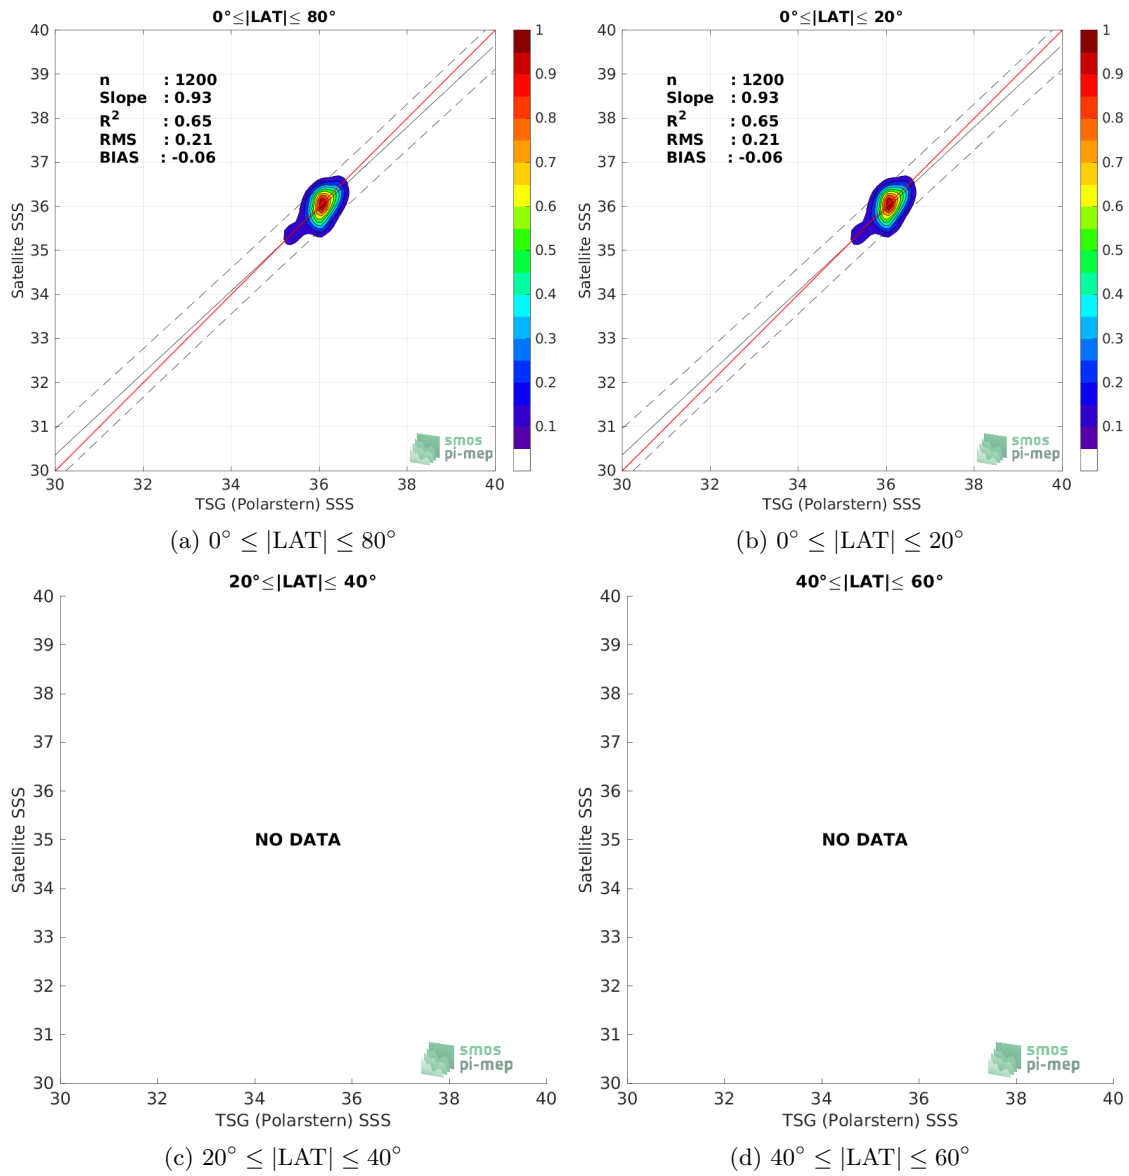 0°≤|LAT|≤ 80°
40
39
38
37
36
35
34
33
32
31
30
Satellite SSS
n : 1200
Slope : 0.93
R² : 0.65
RMS : 0.21
BIAS : -0.06
smos
pi-mep
30 32 34 36 38 40
TSG (Polarstern) SSS
1
0.9
0.8
0.7
0.6
0.5
0.4
0.3
0.2
0.1
(a) 0° ≤ |LAT| ≤ 80°
0°≤|LAT|≤ 20°
40
39
38
37
36
35
34
33
32
31
30
Satellite SSS
n : 1200
Slope : 0.93
R² : 0.65
RMS : 0.21
BIAS : -0.06
smos
pi-mep
30 32 34 36 38 40
TSG (Polarstern) SSS
1
0.9
0.8
0.7
0.6
0.5
0.4
0.3
0.2
0.1
(b) 0° ≤ |LAT| ≤ 20°
20°≤|LAT|≤ 40°
40
39
38
37
36
35
34
33
32
31
30
Satellite SSS
NO DATA
smos
pi-mep
30 32 34 36 38 40
TSG (Polarstern) SSS
(c) 20° ≤ |LAT| ≤ 40°
40°≤|LAT|≤ 60°
40
39
38
37
36
35
34
33
32
31
30
Satellite SSS
NO DATA
smos
pi-mep
30 32 34 36 38 40
TSG (Polarstern) SSS
(d) 40° ≤ |LAT| ≤ 60°